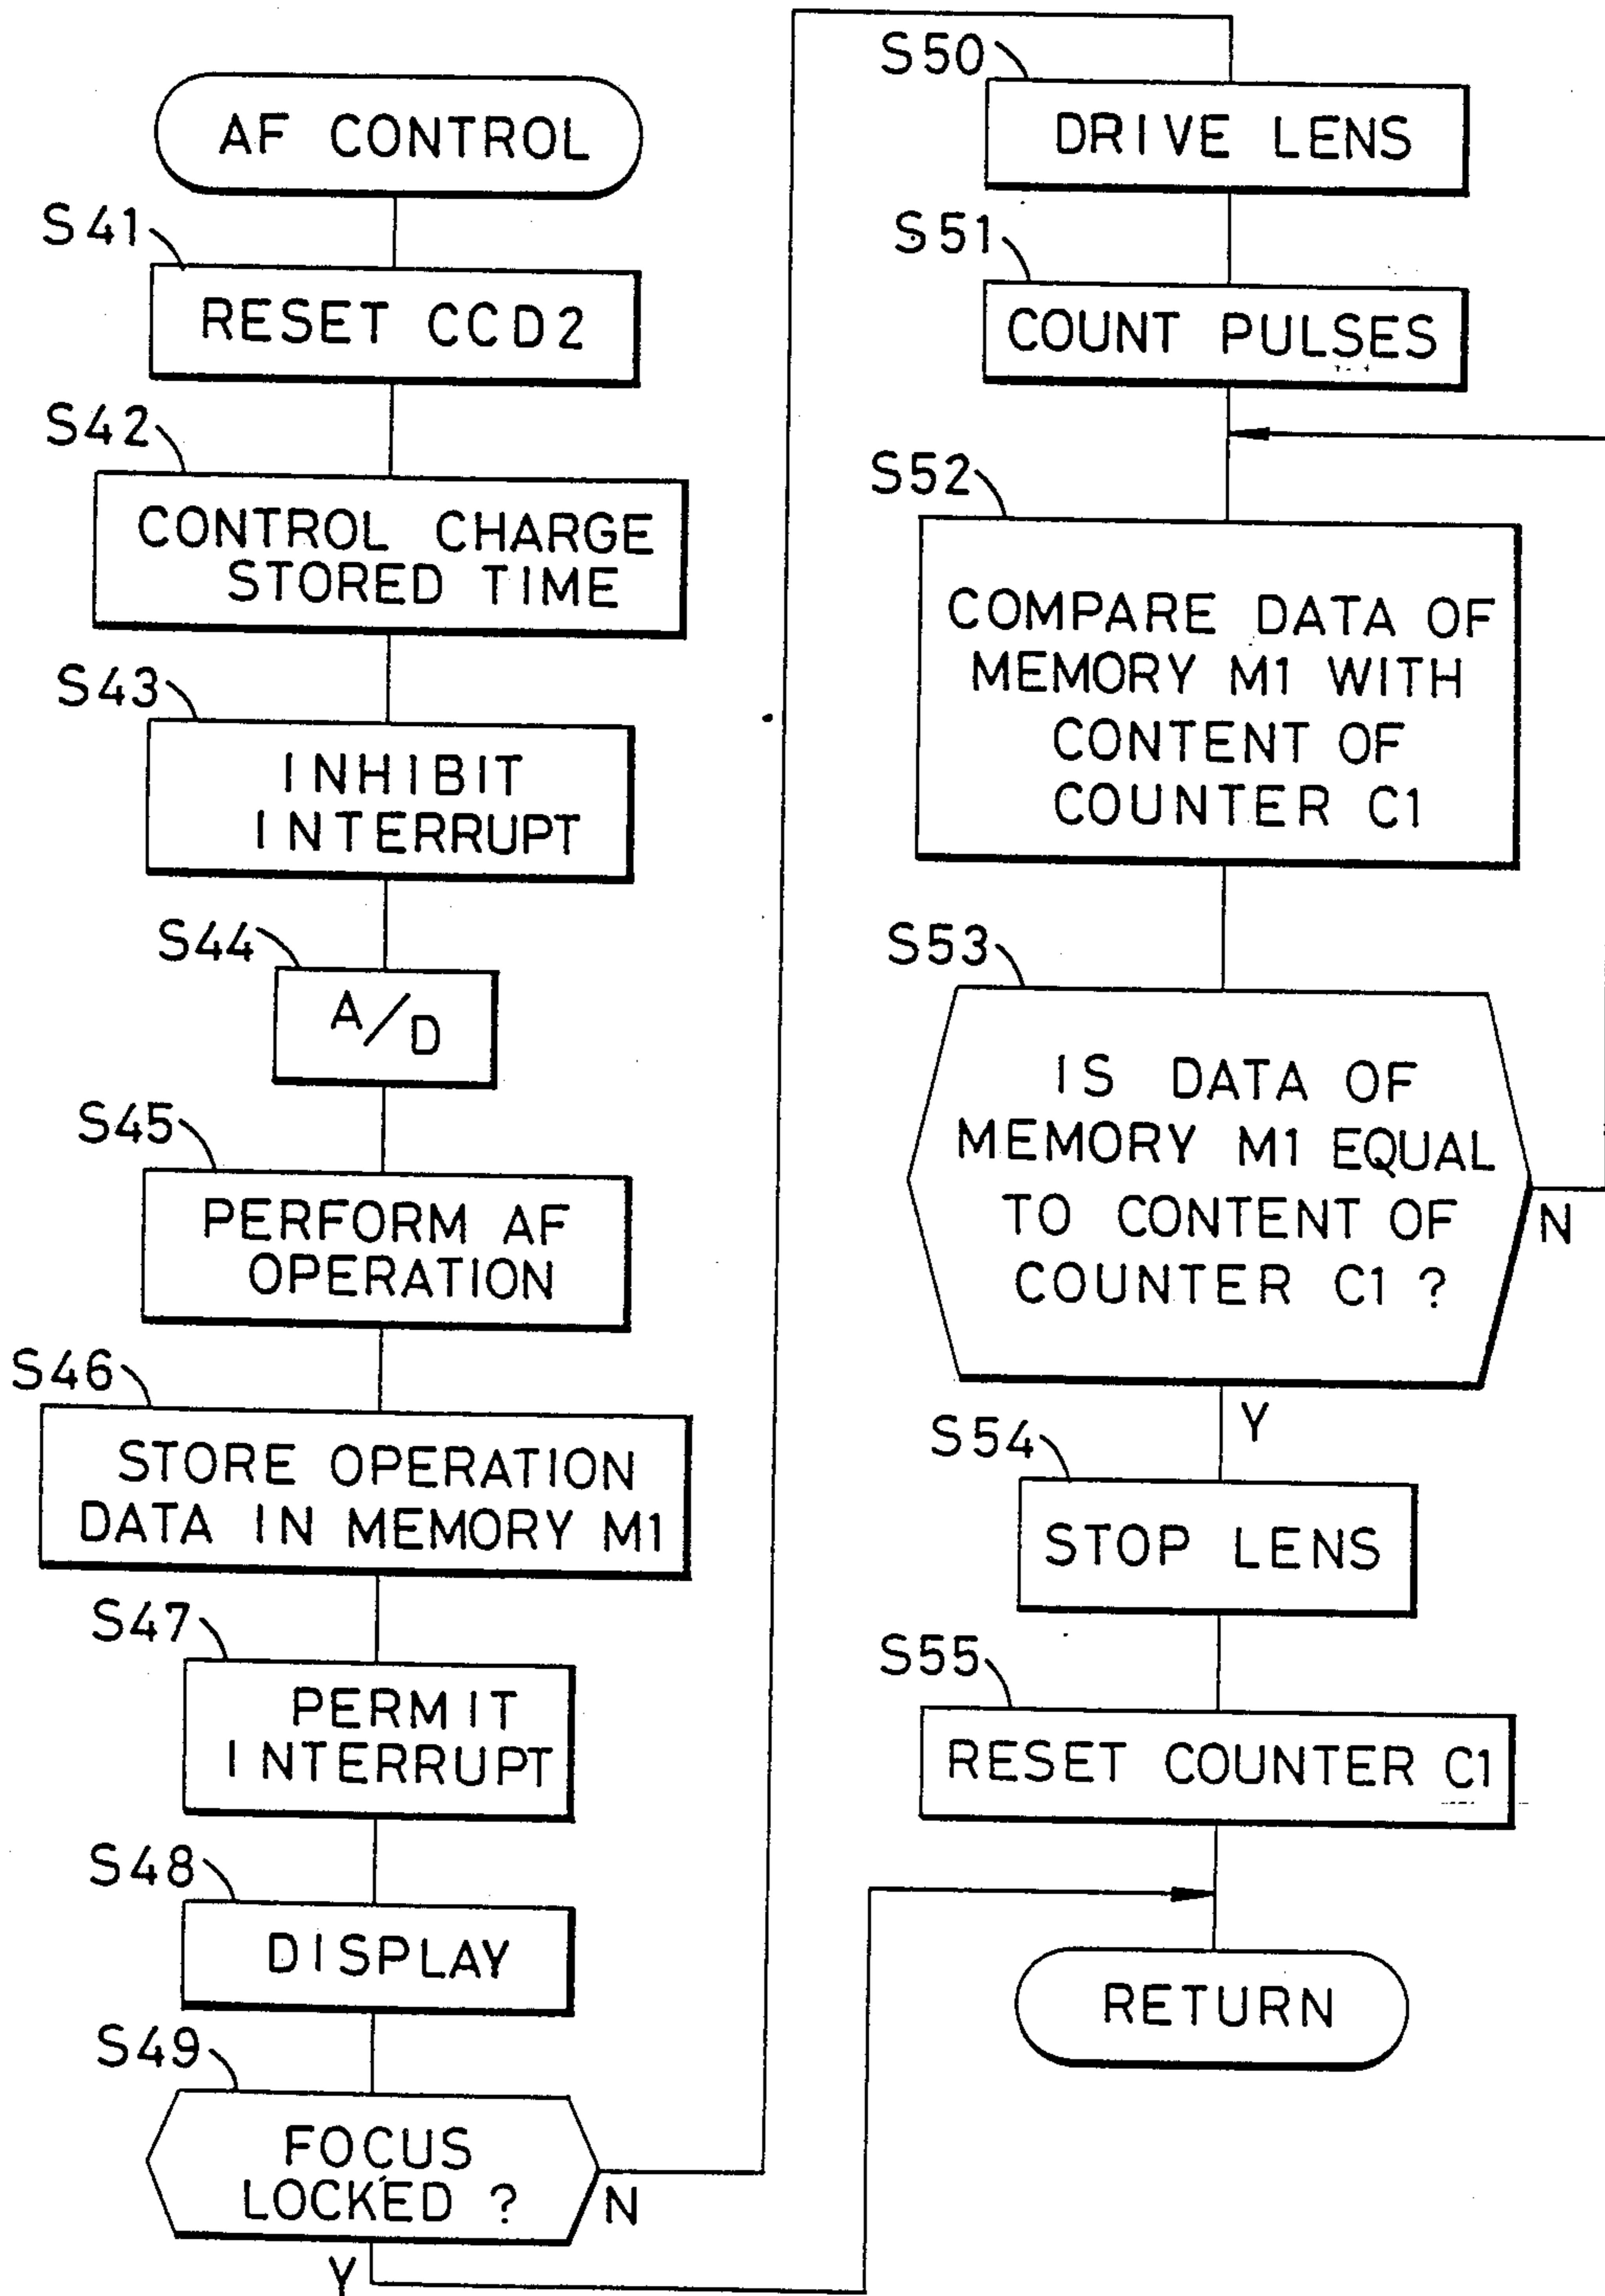 AF CONTROL
S41
RESET CCD2
S42
CONTROL CHARGE
STORED TIME
S43
INHIBIT
INTERRUPT
S44
A/D
S45
PERFORM AF
OPERATION
S46
STORE OPERATION
DATA IN MEMORY M1
S47
PERMIT
INTERRUPT
S48
DISPLAY
S49
FOCUS
LOCKED ?
N
Y
S50
DRIVE LENS
S51
COUNT PULSES
S52
COMPARE DATA OF
MEMORY M1 WITH
CONTENT OF
COUNTER C1
S53
IS DATA OF
MEMORY M1 EQUAL
TO CONTENT OF
COUNTER C1 ?
N
Y
S54
STOP LENS
S55
RESET COUNTER C1
RETURN